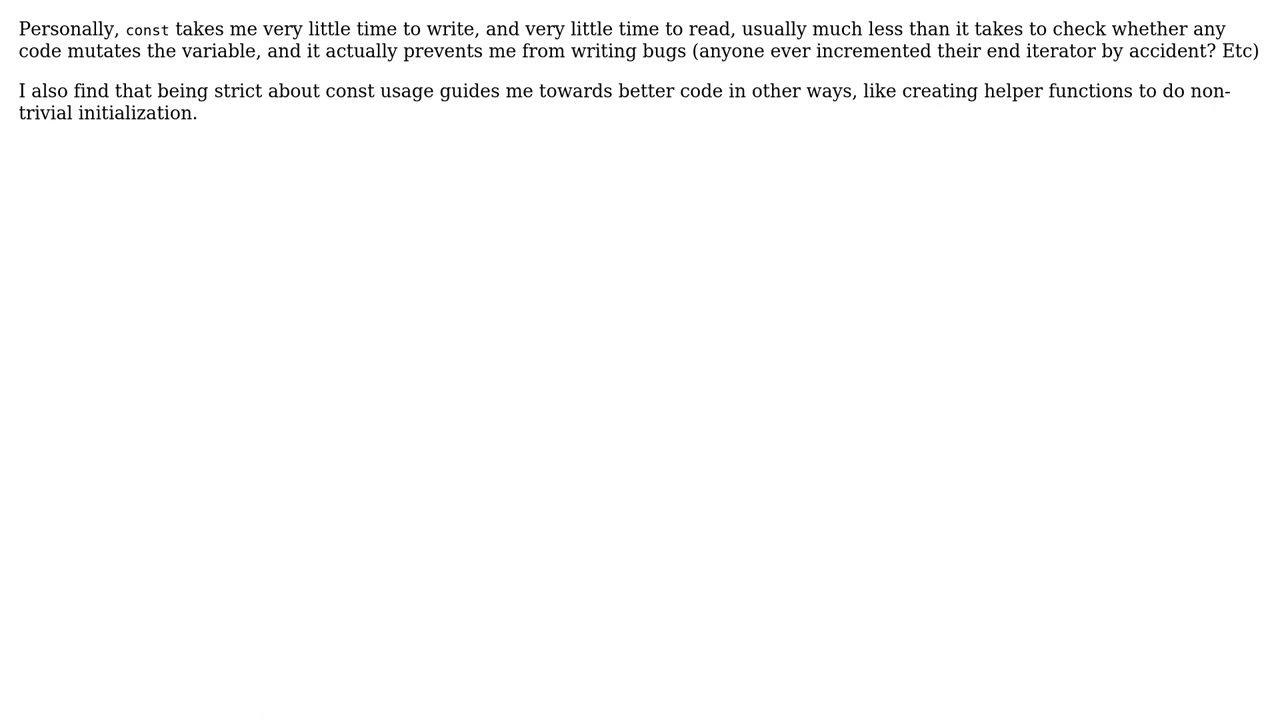 Personally, const takes me very little time to write, and very little time to read, usually much less than it takes to check whether any
code mutates the variable, and it actually prevents me from writing bugs (anyone ever incremented their end iterator by accident? Etc)
I also find that being strict about const usage guides me towards better code in other ways, like creating helper functions to do non-
trivial initialization.